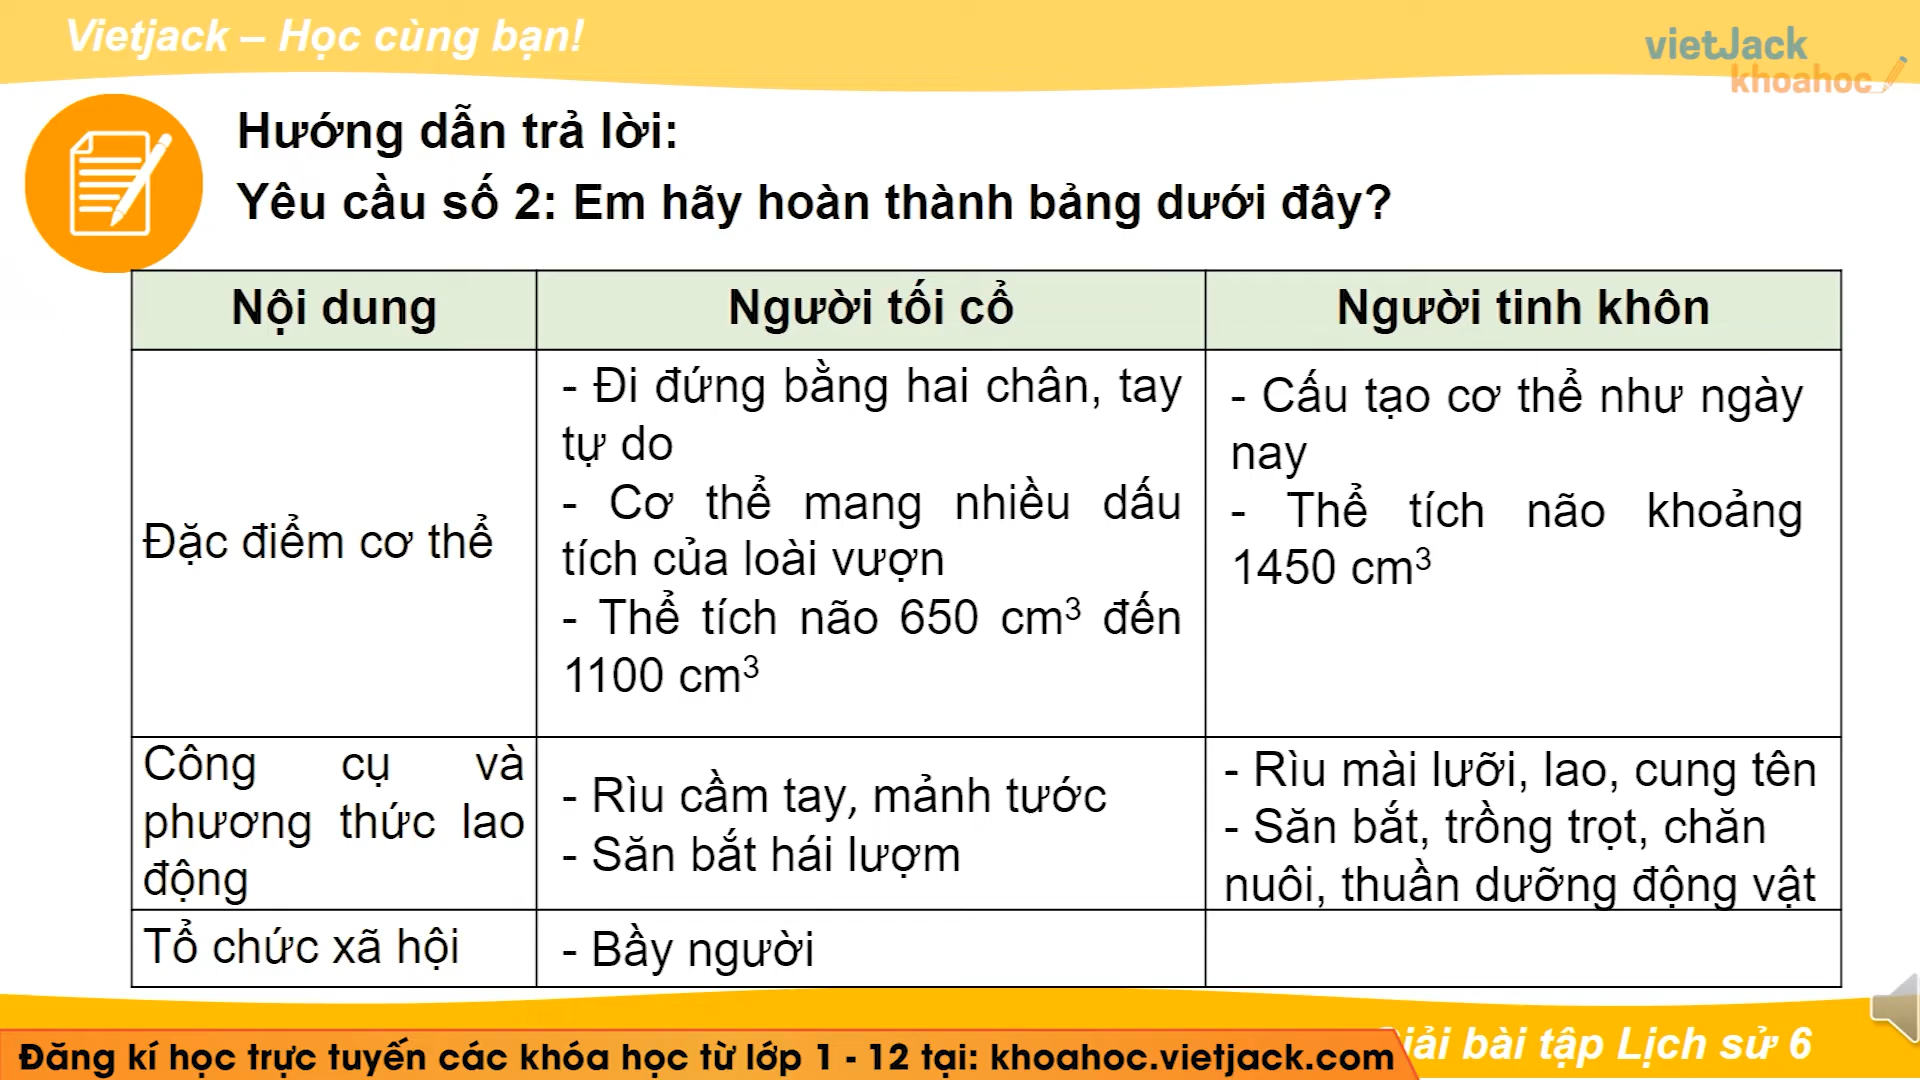 Vietjack – Học cùng bạn!
vietJack
khoahoc
Hướng dẫn trả lời:
Yêu cầu số 2: Em hãy hoàn thành bảng dưới đây?
Nội dung
Người tối cổ
Người tinh khôn
Đặc điểm cơ thể
- Đi đứng bằng hai chân, tay
tự do
- Cơ thể mang nhiều dấu
tích của loài vượn
- Thể tích não 650 cm³ đến
1100 cm³
- Cấu tạo cơ thể như ngày
nay
- Thể tích não khoảng
1450 cm³
Công cụ và
phương thức lao
động
- Rìu cầm tay, mảnh tước
- Săn bắt hái lượm
- Rìu mài lưỡi, lao, cung tên
- Săn bắt, trồng trọt, chăn
nuôi, thuần dưỡng động vật
Tổ chức xã hội
- Bầy người
bài tập Lịch sử 6
Đăng kí học trực tuyến các khóa học từ lớp 1 - 12 tại: khoahoc.vietjack.com